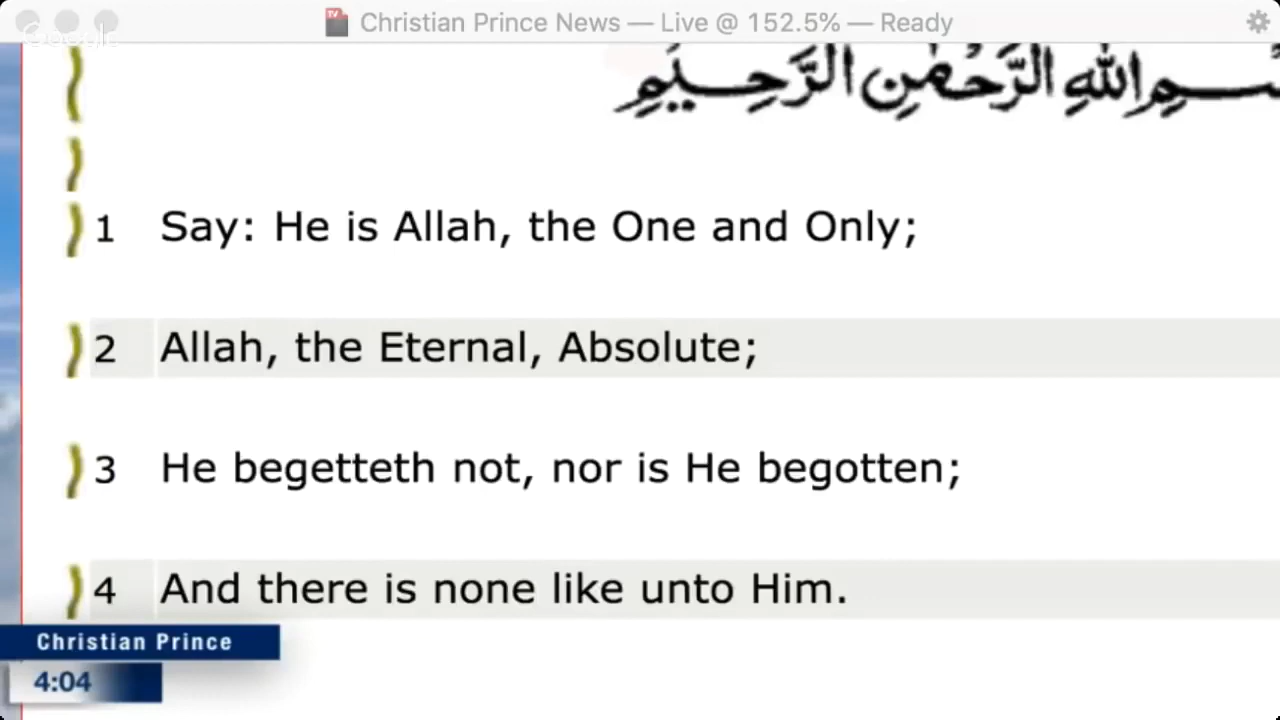 Christian Prince News — Live @ 152.5% — Ready
Google
بسم الله الرحمن الرحيم
1 Say: He is Allah, the One and Only;
2 Allah, the Eternal, Absolute;
3 He begetteth not, nor is He begotten;
4 And there is none like unto Him.
Christian Prince
4:04